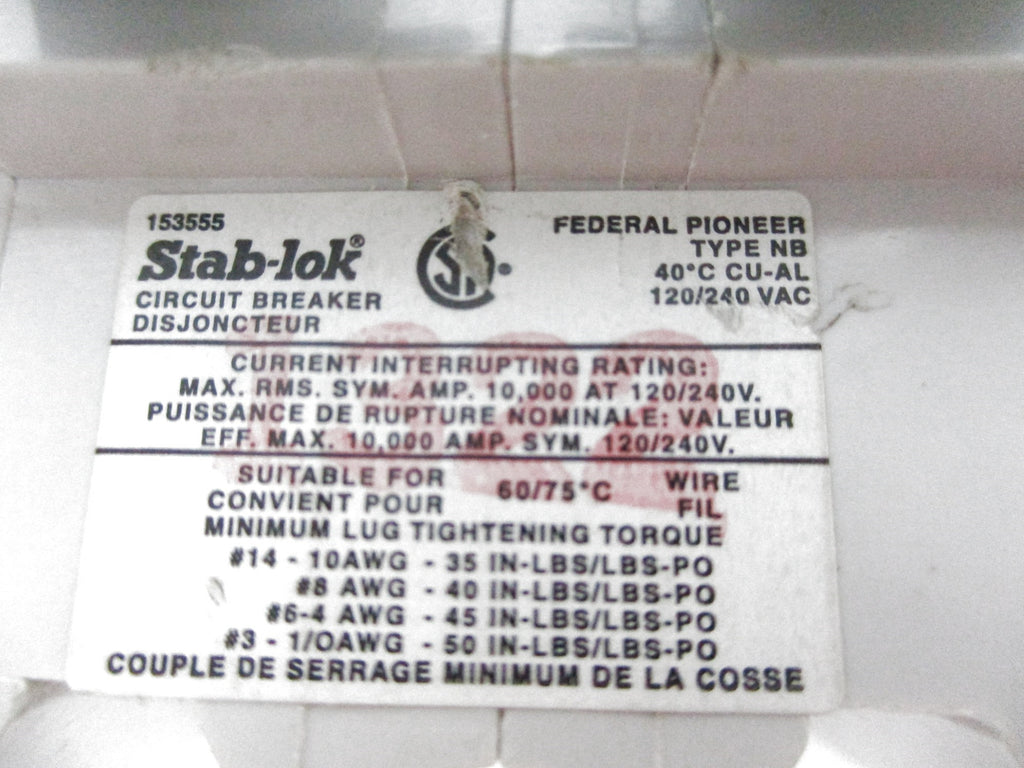 153555
Stab-lok®
CIRCUIT BREAKER
DISJONCTEUR
FEDERAL PIONEER
TYPE NB
40°C CU-AL
120/240 VAC
CURRENT INTERRUPTING RATING:
MAX. RMS. SYM. AMP. 10,000 AT 120/240V.
PUISSANCE DE RUPTURE NOMINALE: VALEUR
EFF. MAX. 10,000 AMP. SYM. 120/240V.
SUITABLE FOR 60/75°C WIRE
CONVIENT POUR FIL
MINIMUM LUG TIGHTENING TORQUE
#14 - 10AWG - 35 IN-LBS/LBS-PO
#8 AWG - 40 IN-LBS/LBS-PO
#6-4 AWG - 45 IN-LBS/LBS-PO
#3 - 1/0AWG - 50 IN-LBS/LBS-PO
COUPLE DE SERRAGE MINIMUM DE LA COSSE